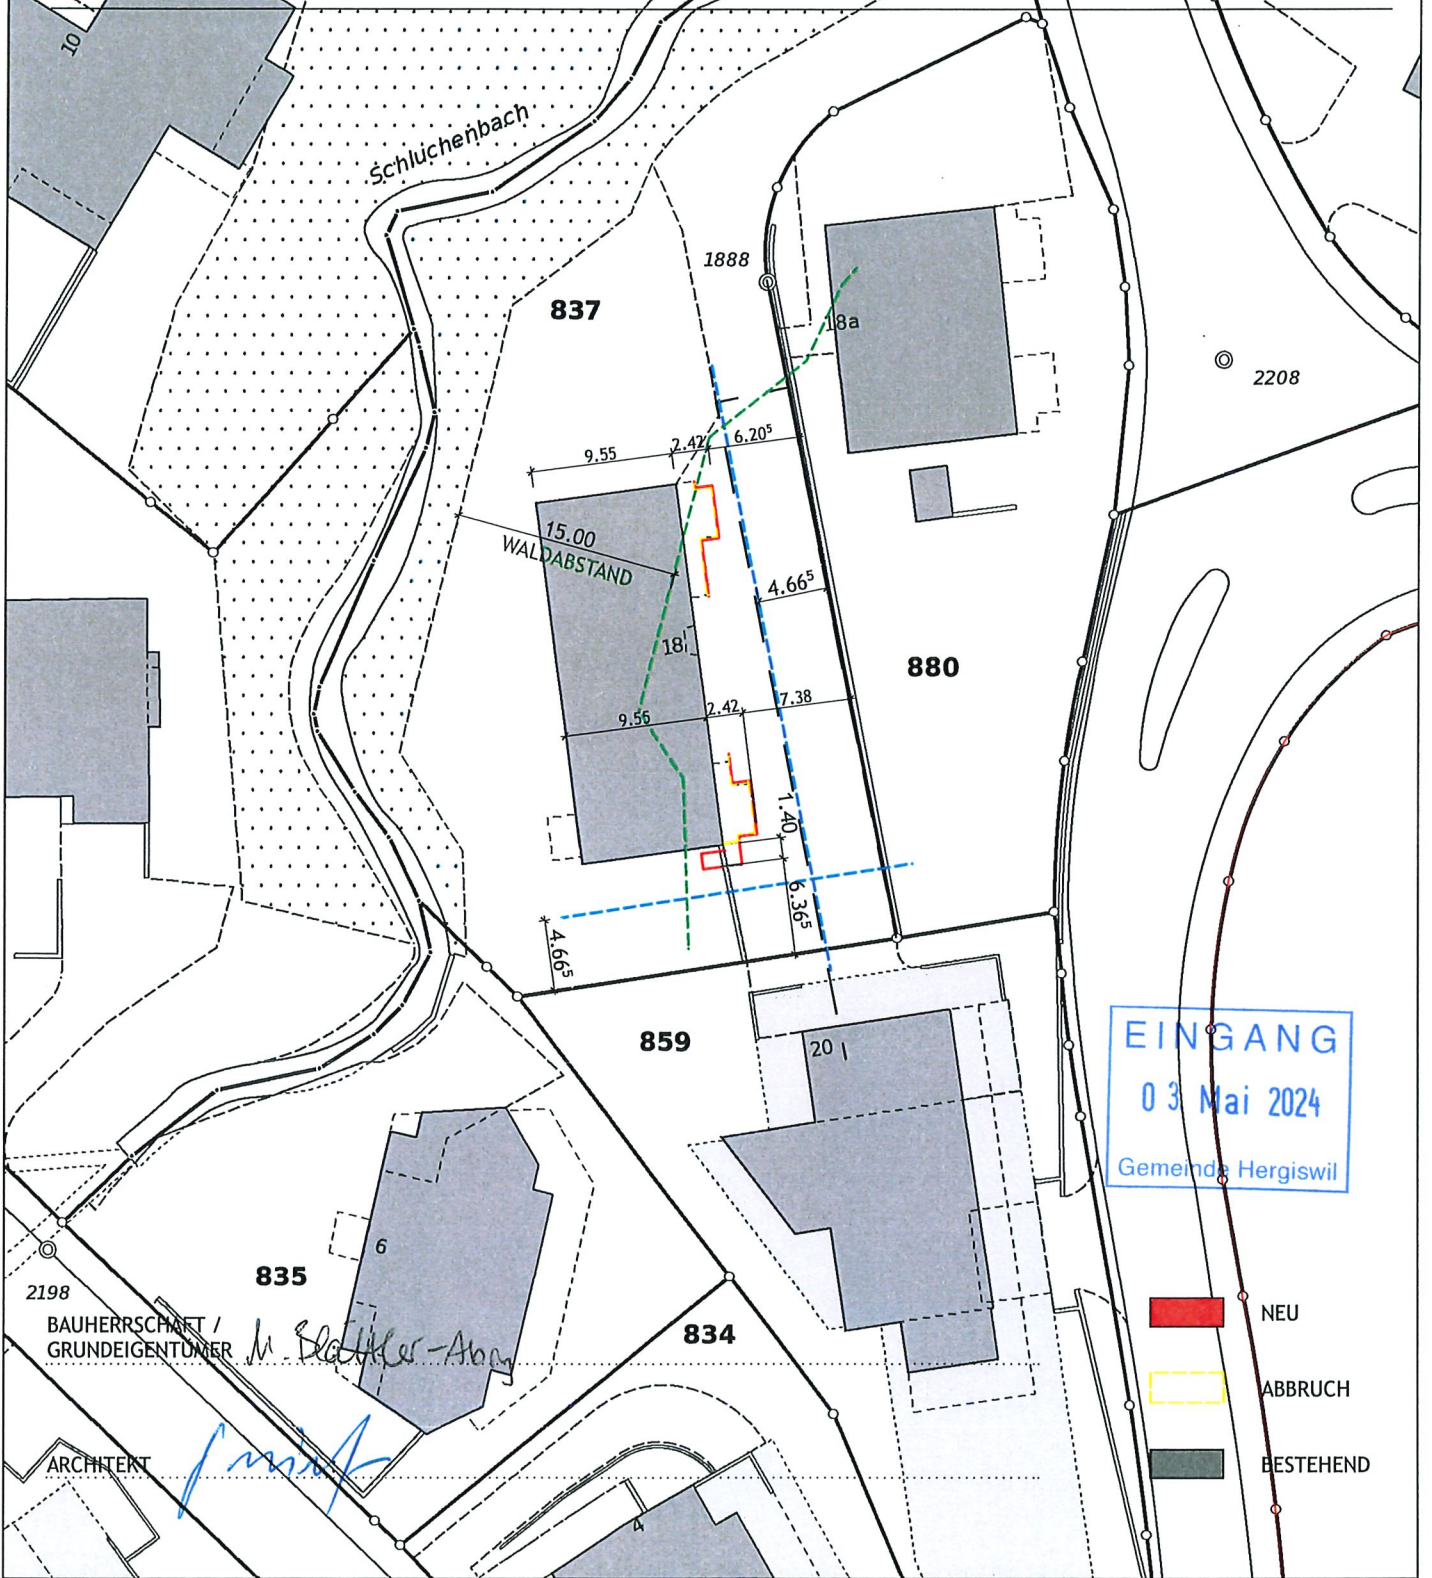 10
Schluchenbach
1888
837
18a
2208
9.55
2.42
6.20⁵
15.00
WALDABSTAND
4.66⁵
18
880
9.55
2.42
7.38
1.40
6.36⁵
4.66⁵
859
20
EINGANG
03 Mai 2024
Gemeinde Hergiswil
6
835
2198
BAUHERRSCHAFT /
GRUNDEIGENTÜMER
834
NEU
ABBRUCH
ARCHITEKT
BESTEHEND
4